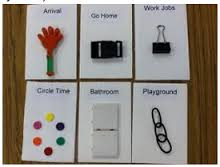 Arrival
Go Home
Work Jobs
Circle Time
Bathroom
Playground